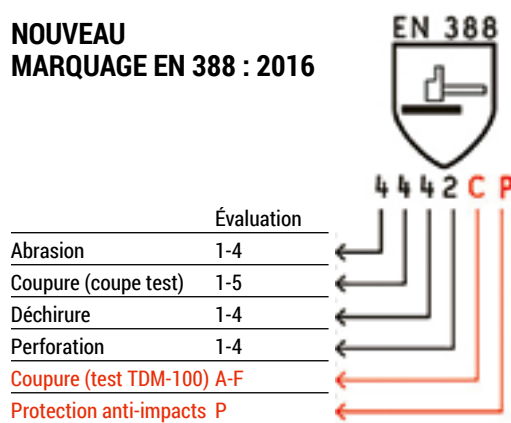 NOUVEAU
MARQUAGE EN 388 : 2016
EN 388
4 4 4 2 C P
Évaluation
Abrasion 1-4
Coupure (coupe test) 1-5
Déchirure 1-4
Perforation 1-4
Coupure (test TDM-100) A-F
Protection anti-impacts P